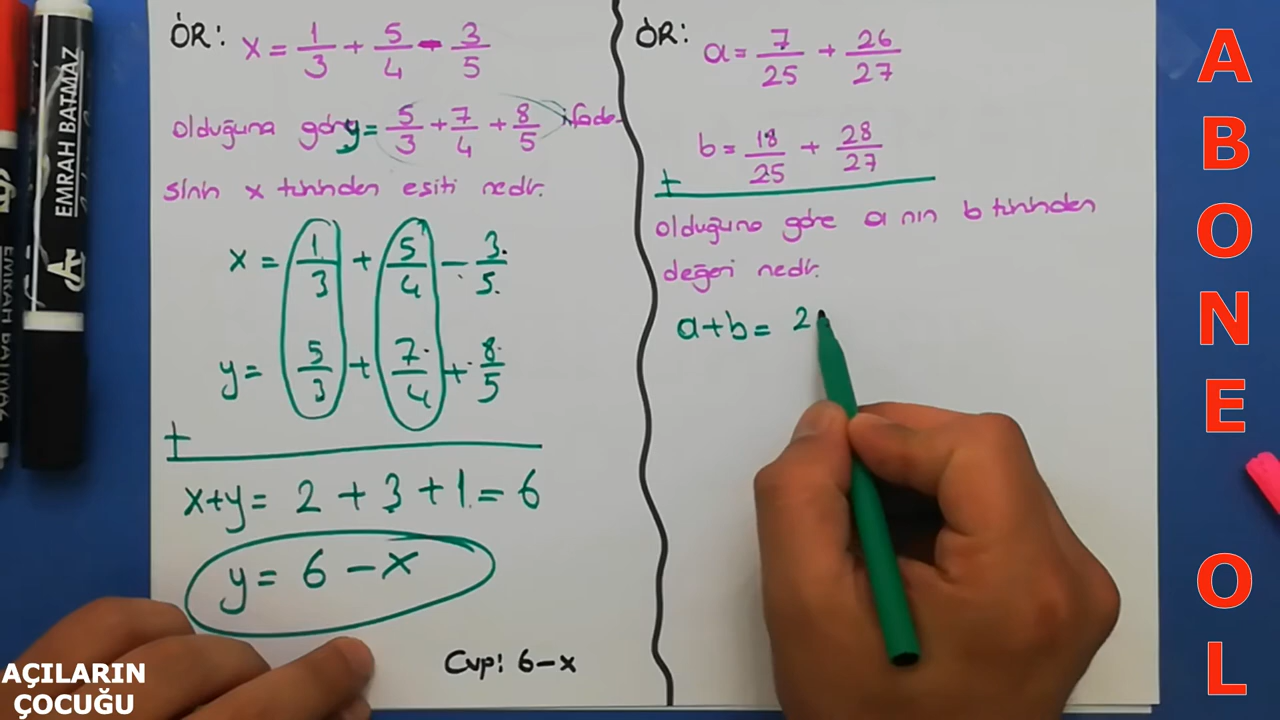 ÖR: x = 1/3 + 5/4 - 3/5
olduğuna gör y= 5/3 + 7/4 + 8/5 ifade-
sinin x türünden eşiti nedir.
x = 1/3 + 5/4 - 3/5
y = 5/3 + 7/4 + 8/5
+
x+y= 2 + 3 + 1 = 6
y = 6 - x
Cvp: 6-x
ÖR: a = 7/25 + 26/27
b = 18/25 + 28/27
+
olduğuna göre a nın b türünden
değeri nedir.
a+b= 2
EMRAH BATMAZ
EMRAH BATMAZ
AÇILARIN
ÇOCUĞU
ABONE
OL